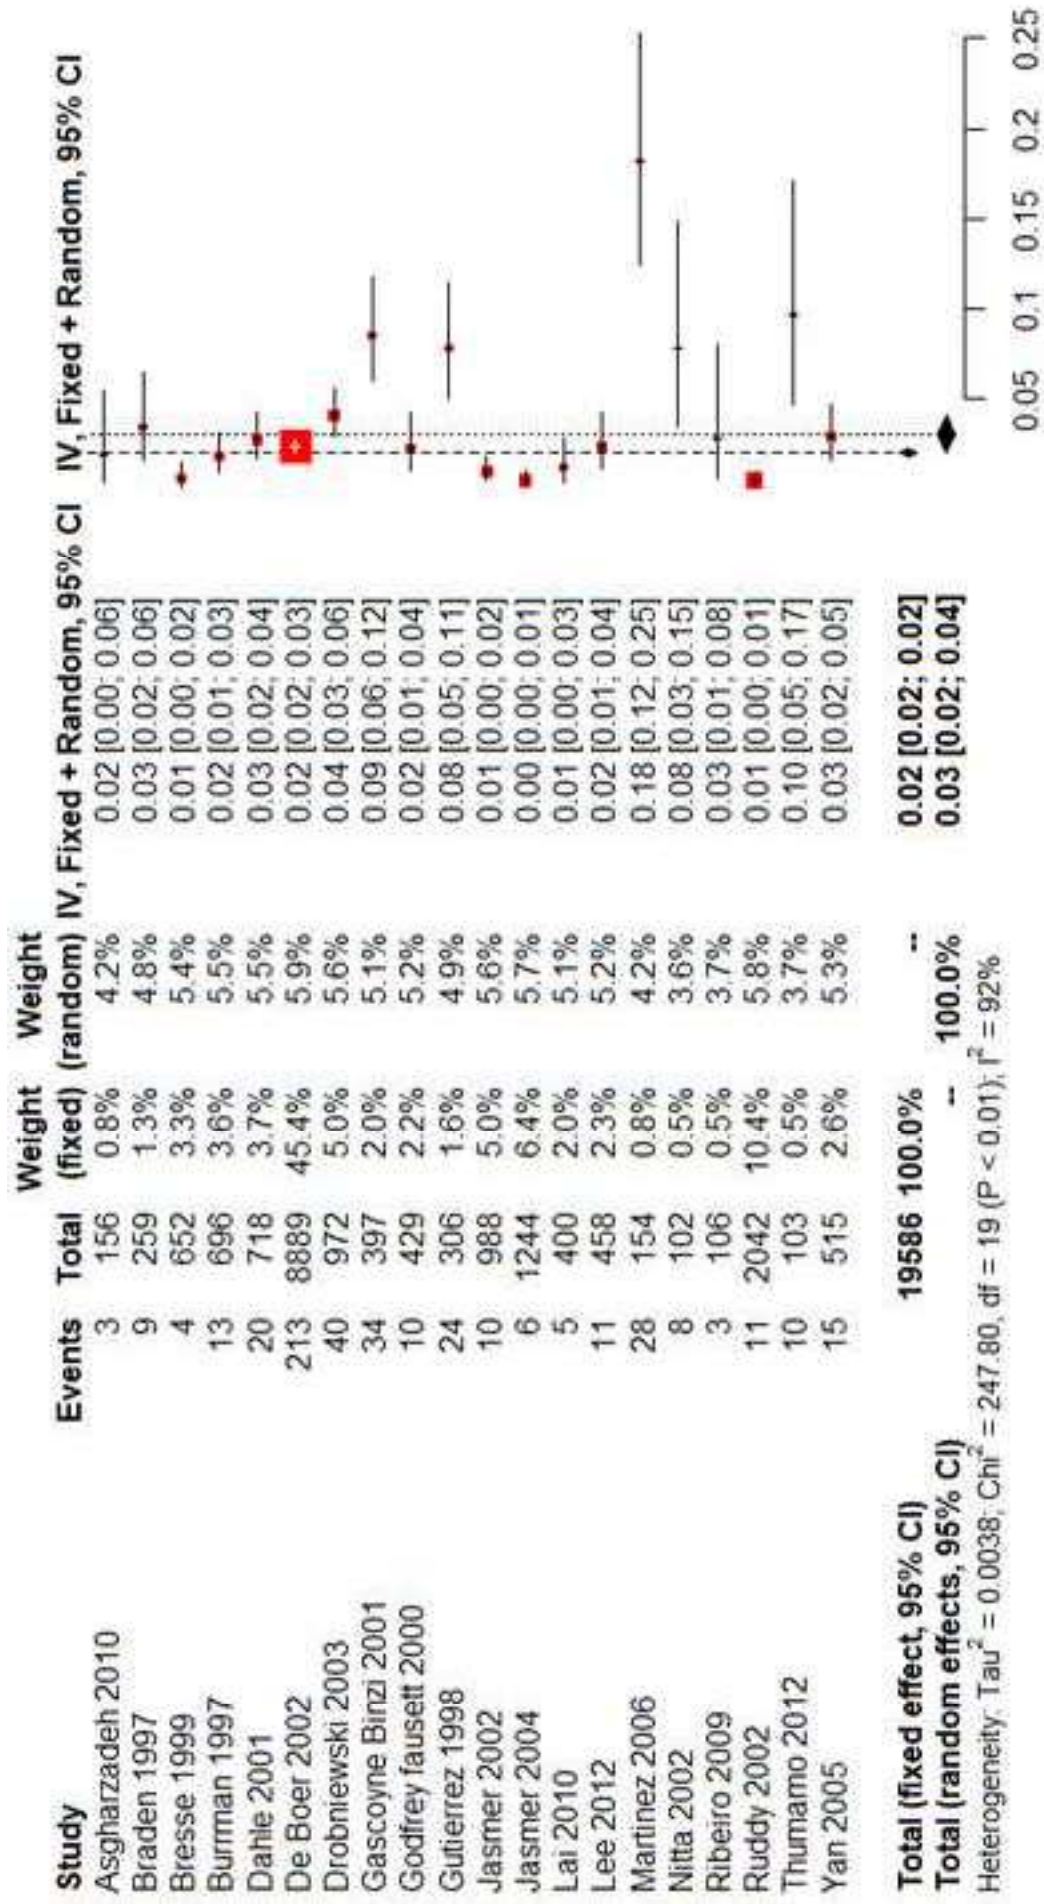 Weight Weight
Study Events Total (fixed) (random) IV, Fixed + Random, 95% CI IV, Fixed + Random, 95% CI
Asgharzadeh 2010 3 156 0.8% 4.2% 0.02 [0.00; 0.06]
Braden 1997 9 259 1.3% 4.8% 0.03 [0.02; 0.06]
Bresse 1999 4 652 3.3% 5.4% 0.01 [0.00; 0.02]
Burrman 1997 13 696 3.6% 5.5% 0.02 [0.01; 0.03]
Dahle 2001 20 718 3.7% 5.5% 0.03 [0.02; 0.04]
De Boer 2002 213 8889 45.4% 5.9% 0.02 [0.02; 0.03]
Drobniewski 2003 40 972 5.0% 5.6% 0.04 [0.03; 0.06]
Gascoyne Binzi 2001 34 397 2.0% 5.1% 0.09 [0.06; 0.12]
Godfrey fausett 2000 10 429 2.2% 5.2% 0.02 [0.01; 0.04]
Gutierrez 1998 24 306 1.6% 4.9% 0.08 [0.05; 0.11]
Jasmer 2002 10 988 5.0% 5.6% 0.01 [0.00; 0.02]
Jasmer 2004 6 1244 6.4% 5.7% 0.00 [0.00; 0.01]
Lai 2010 5 400 2.0% 5.1% 0.01 [0.00; 0.03]
Lee 2012 11 458 2.3% 5.2% 0.02 [0.01; 0.04]
Martinez 2006 28 154 0.8% 4.2% 0.18 [0.12; 0.25]
Nitta 2002 8 102 0.5% 3.6% 0.08 [0.03; 0.15]
Ribeiro 2009 3 106 0.5% 3.7% 0.03 [0.01; 0.08]
Ruddy 2002 11 2042 10.4% 5.8% 0.01 [0.00; 0.01]
Thumamo 2012 10 103 0.5% 3.7% 0.10 [0.05; 0.17]
Yan 2005 15 515 2.6% 5.3% 0.03 [0.02; 0.05]
Total (fixed effect, 95% CI) 19586 100.0% -- 0.02 [0.02; 0.02]
Total (random effects, 95% CI) -- 100.0% 0.03 [0.02; 0.04]
Heterogeneity: Tau² = 0.0038; Chi² = 247.80, df = 19 (P < 0.01); I² = 92%
0.05 0.1 0.15 0.2 0.25